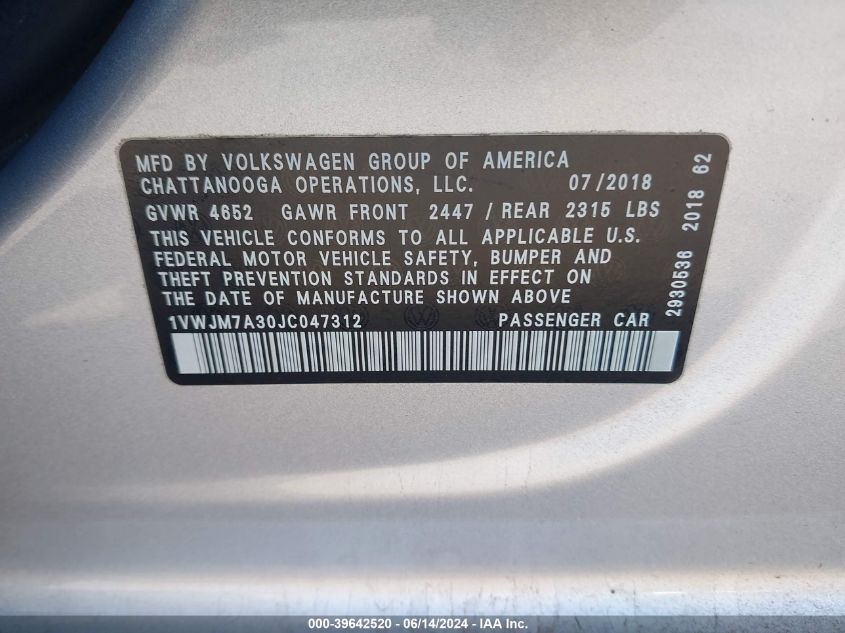 MFD BY VOLKSWAGEN GROUP OF AMERICA
CHATTANOOGA OPERATIONS, LLC. 07/2018
GVWR 4652 GAWR FRONT 2447 / REAR 2315 LBS
THIS VEHICLE CONFORMS TO ALL APPLICABLE U.S.
FEDERAL MOTOR VEHICLE SAFETY, BUMPER AND
THEFT PREVENTION STANDARDS IN EFFECT ON
THE DATE OF MANUFACTURE SHOWN ABOVE
1VWJM7A30JC047312 PASSENGER CAR
2930536 2018 62
000-39642520 - 06/14/2024 - IAA, Inc.